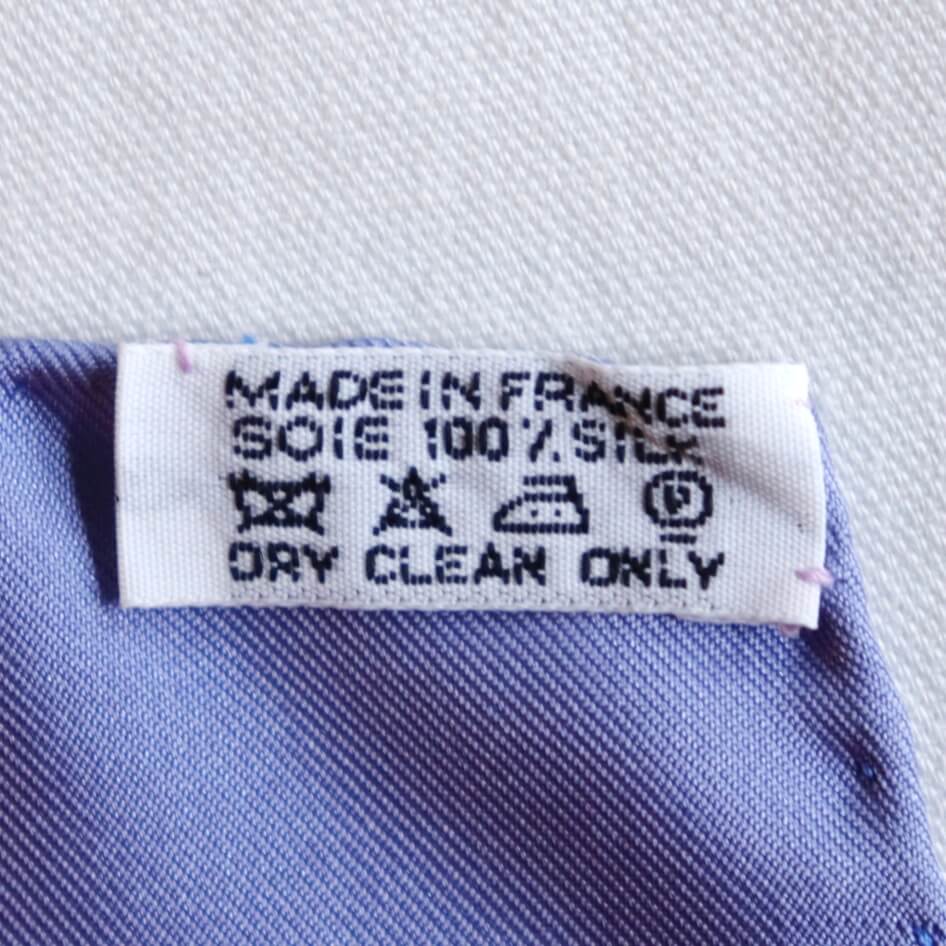 MADE IN FRANCE
SOIE 100% SILK
P
DRY CLEAN ONLY